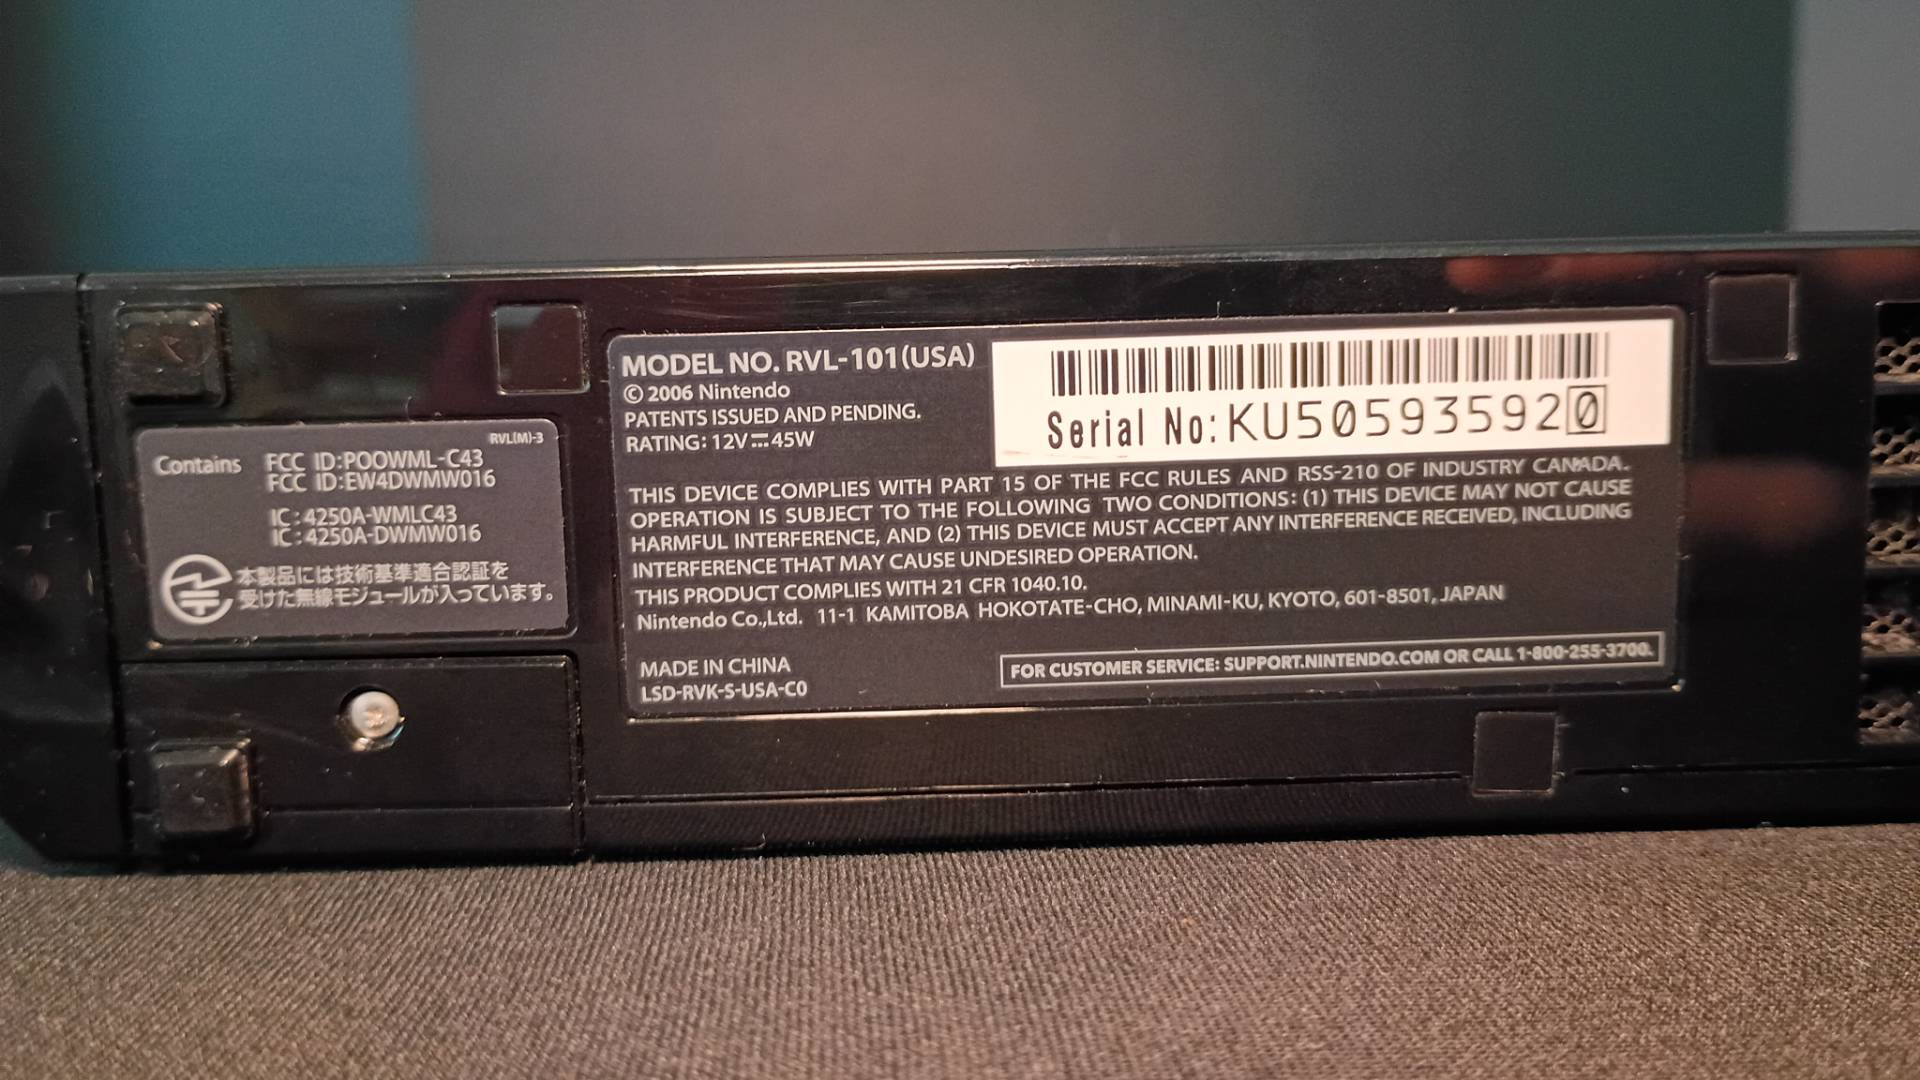 RVL(M)-3
Contains FCC ID:POOWML-C43
FCC ID:EW4DWMW016
IC:4250A-WMLC43
IC:4250A-DWMW016
本製品には技術基準適合認証を
受けた無線モジュールが入っています。
MODEL NO. RVL-101(USA)
© 2006 Nintendo
PATENTS ISSUED AND PENDING.
RATING: 12V⎓45W
Serial No:KU505935920
THIS DEVICE COMPLIES WITH PART 15 OF THE FCC RULES AND RSS-210 OF INDUSTRY CANADA.
OPERATION IS SUBJECT TO THE FOLLOWING TWO CONDITIONS: (1) THIS DEVICE MAY NOT CAUSE
HARMFUL INTERFERENCE, AND (2) THIS DEVICE MUST ACCEPT ANY INTERFERENCE RECEIVED, INCLUDING
INTERFERENCE THAT MAY CAUSE UNDESIRED OPERATION.
THIS PRODUCT COMPLIES WITH 21 CFR 1040.10.
Nintendo Co.,Ltd. 11-1 KAMITOBA HOKOTATE-CHO, MINAMI-KU, KYOTO, 601-8501, JAPAN
MADE IN CHINA
LSD-RVK-S-USA-C0
FOR CUSTOMER SERVICE: SUPPORT.NINTENDO.COM OR CALL 1-800-255-3700.